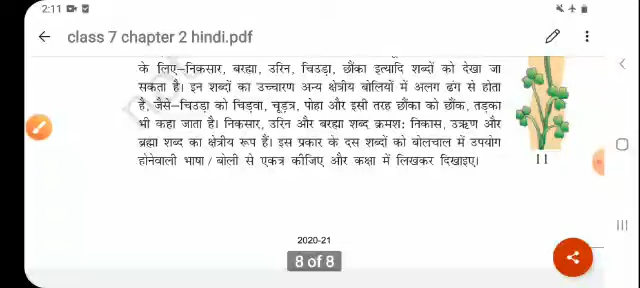 2:11
class 7 chapter 2 hindi.pdf
के लिए–निकसार, बरह्मा, उरिन, चिउड़ा, छौंका इत्यादि शब्दों को देखा जा
सकता है। इन शब्दों का उच्चारण अन्य क्षेत्रीय बोलियों में अलग ढंग से होता
है, जैसे–चिउड़ा को चिड़वा, चूड़त्र, पोहा और इसी तरह छौंका को छौंक, तड़का
भी कहा जाता है। निकसार, उरिन और बरह्मा शब्द क्रमशः निकास, उऋण और
ब्रह्मा शब्द का क्षेत्रीय रूप हैं। इस प्रकार के दस शब्दों को बोलचाल में उपयोग
होनेवाली भाषा/बोली से एकत्र कीजिए और कक्षा में लिखकर दिखाइए।
11
2020-21
8 of 8